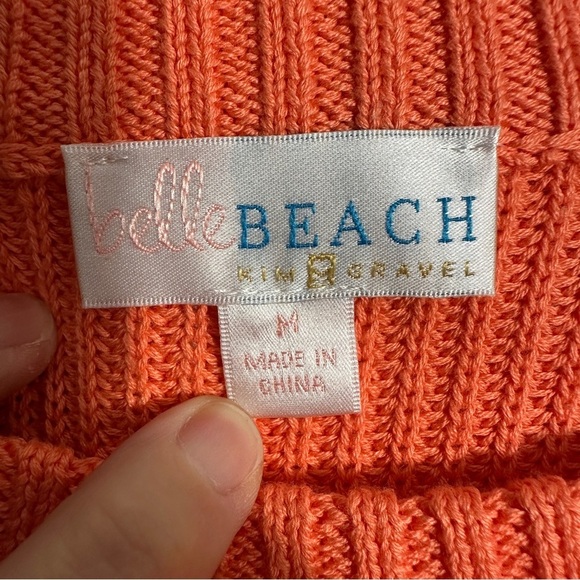 belle BEACH
KIM GRAVEL
M
MADE IN
CHINA